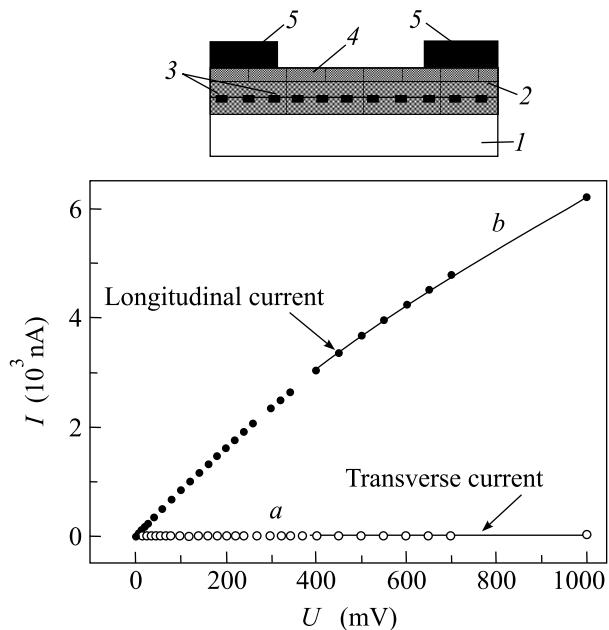 5 5
4
3
2
1
6
b
Longitudinal current
4
I (10³ nA)
2
Transverse current
a
0
0 200 400 600 800 1000
U (mV)